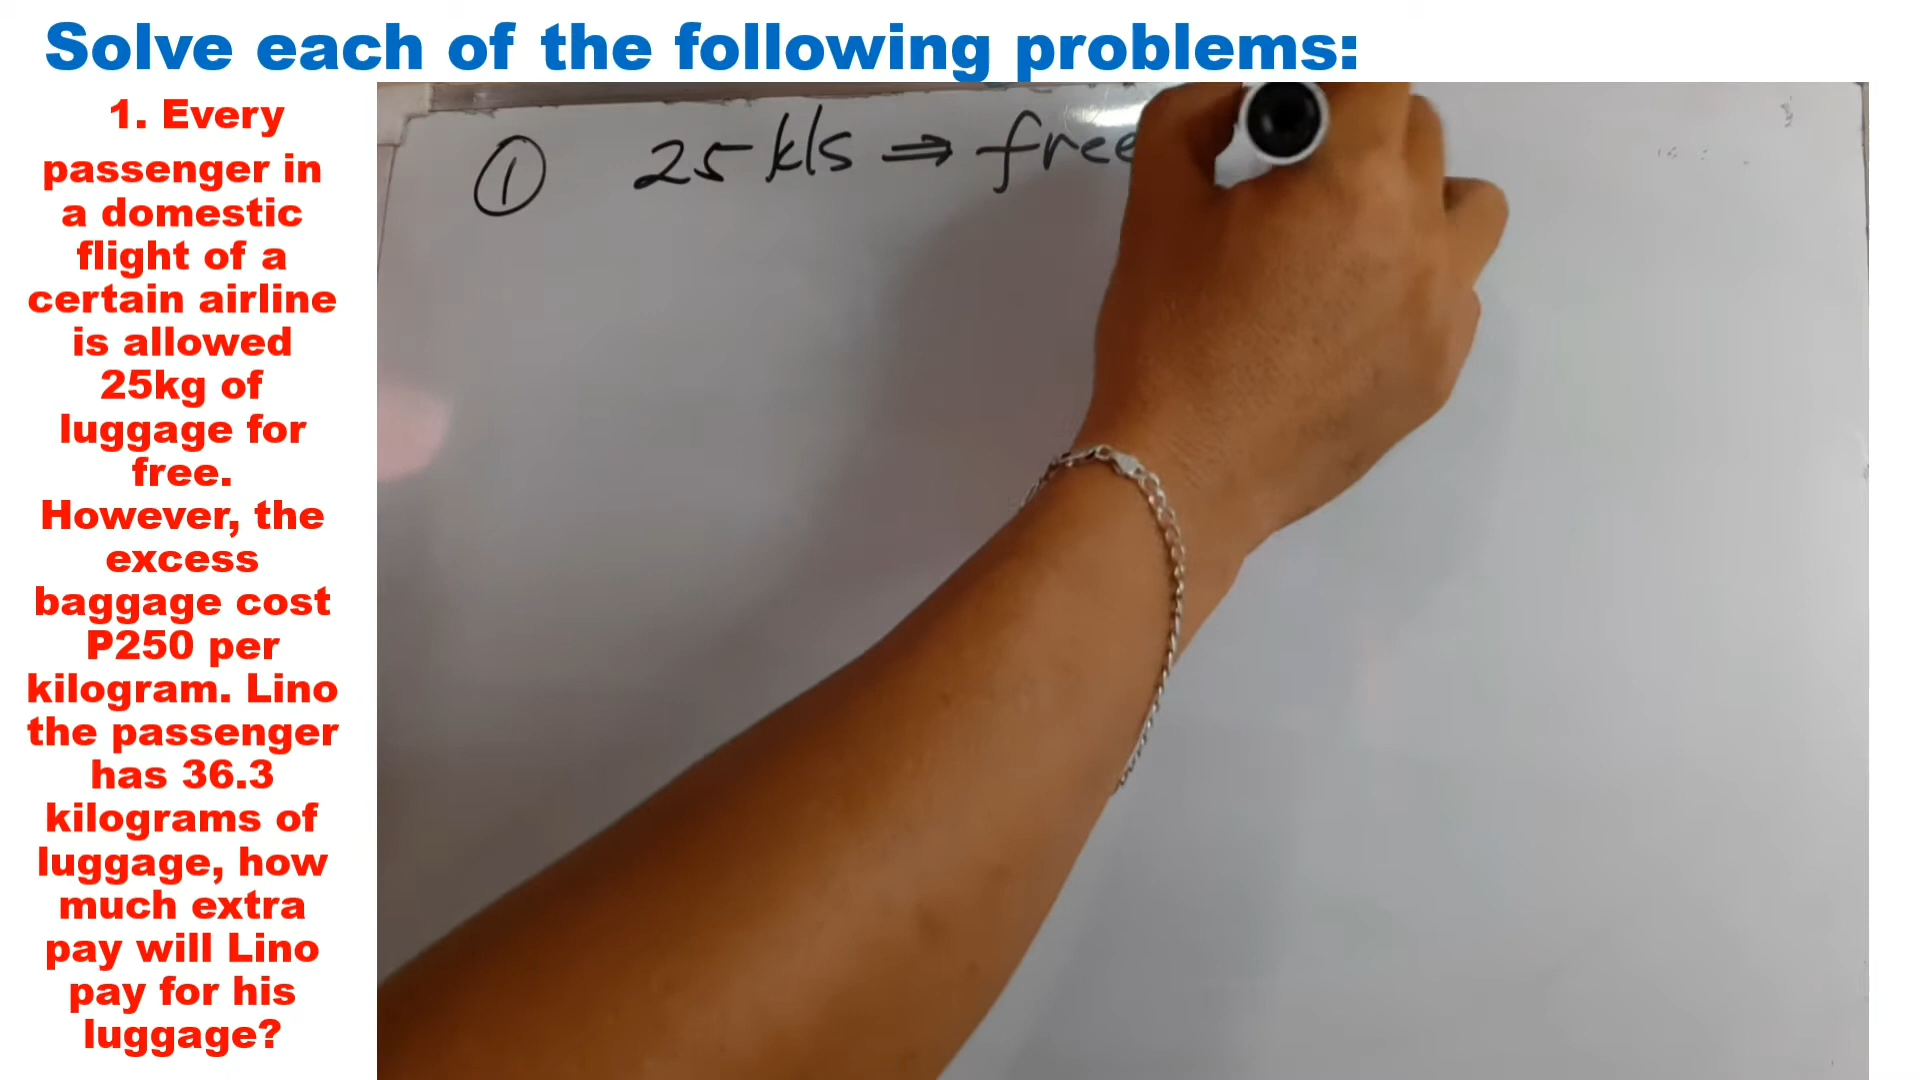 Solve each of the following problems:
1. Every
passenger in
a domestic
flight of a
certain airline
is allowed
25kg of
luggage for
free.
However, the
excess
baggage cost
P250 per
kilogram. Lino
the passenger
has 36.3
kilograms of
luggage, how
much extra
pay will Lino
pay for his
luggage?
① 25 kls ⇒ free